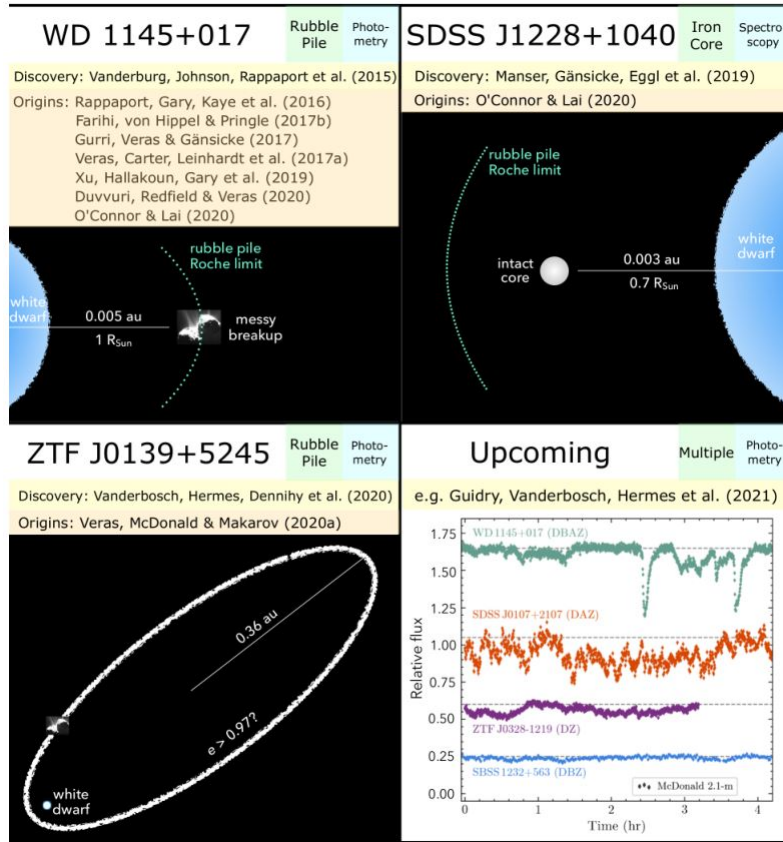 WD 1145+017
Rubble
Pile
Photo-
metry
Discovery: Vanderburg, Johnson, Rappaport et al. (2015)
Origins: Rappaport, Gary, Kaye et al. (2016)
Farihi, von Hippel & Pringle (2017b)
Gurri, Veras & Gänsicke (2017)
Veras, Carter, Leinhardt et al. (2017a)
Xu, Hallakoun, Gary et al. (2019)
Duvvuri, Redfield & Veras (2020)
O'Connor & Lai (2020)
rubble pile
Roche limit
white
dwarf
0.005 au
1 RSun
messy
breakup
SDSS J1228+1040
Iron
Core
Spectro
scopy
Discovery: Manser, Gänsicke, Eggl et al. (2019)
Origins: O'Connor & Lai (2020)
rubble pile
Roche limit
intact
core
0.003 au
0.7 RSun
white
dwarf
ZTF J0139+5245
Rubble
Pile
Photo-
metry
Discovery: Vanderbosch, Hermes, Dennihy et al. (2020)
Origins: Veras, McDonald & Makarov (2020a)
0.36 au
e > 0.97?
white
dwarf
Upcoming
Multiple
Photo-
metry
e.g. Guidry, Vanderbosch, Hermes et al. (2021)
Relative flux
1.75
1.50
1.25
1.00
0.75
0.50
0.25
0.00
WD 1145+017 (DBAZ)
SDSS J0107+2107 (DAZ)
ZTF J0328-1219 (DZ)
SBSS 1232+563 (DBZ)
McDonald 2.1-m
0 1 2 3 4
Time (hr)